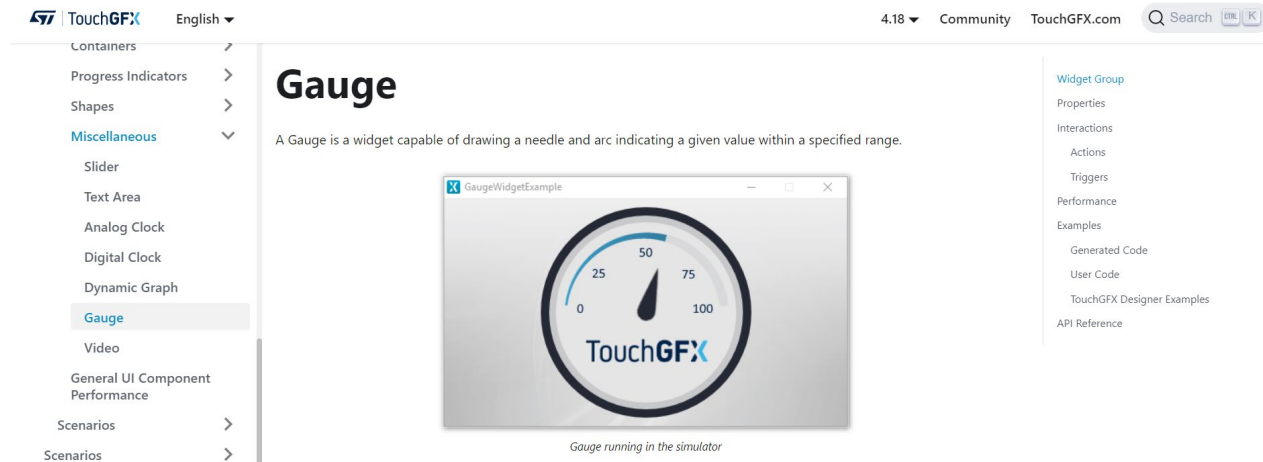 TouchGFX English 4.18 Community TouchGFX.com Search CTRL K
Containers
Progress Indicators
Shapes
Miscellaneous
Slider
Text Area
Analog Clock
Digital Clock
Dynamic Graph
Gauge
Video
General UI Component
Performance
Scenarios
Scenarios
Gauge
A Gauge is a widget capable of drawing a needle and arc indicating a given value within a specified range.
GaugeWidgetExample
50
25 75
0 100
TouchGFX
Gauge running in the simulator
Widget Group
Properties
Interactions
Actions
Triggers
Performance
Examples
Generated Code
User Code
TouchGFX Designer Examples
API Reference